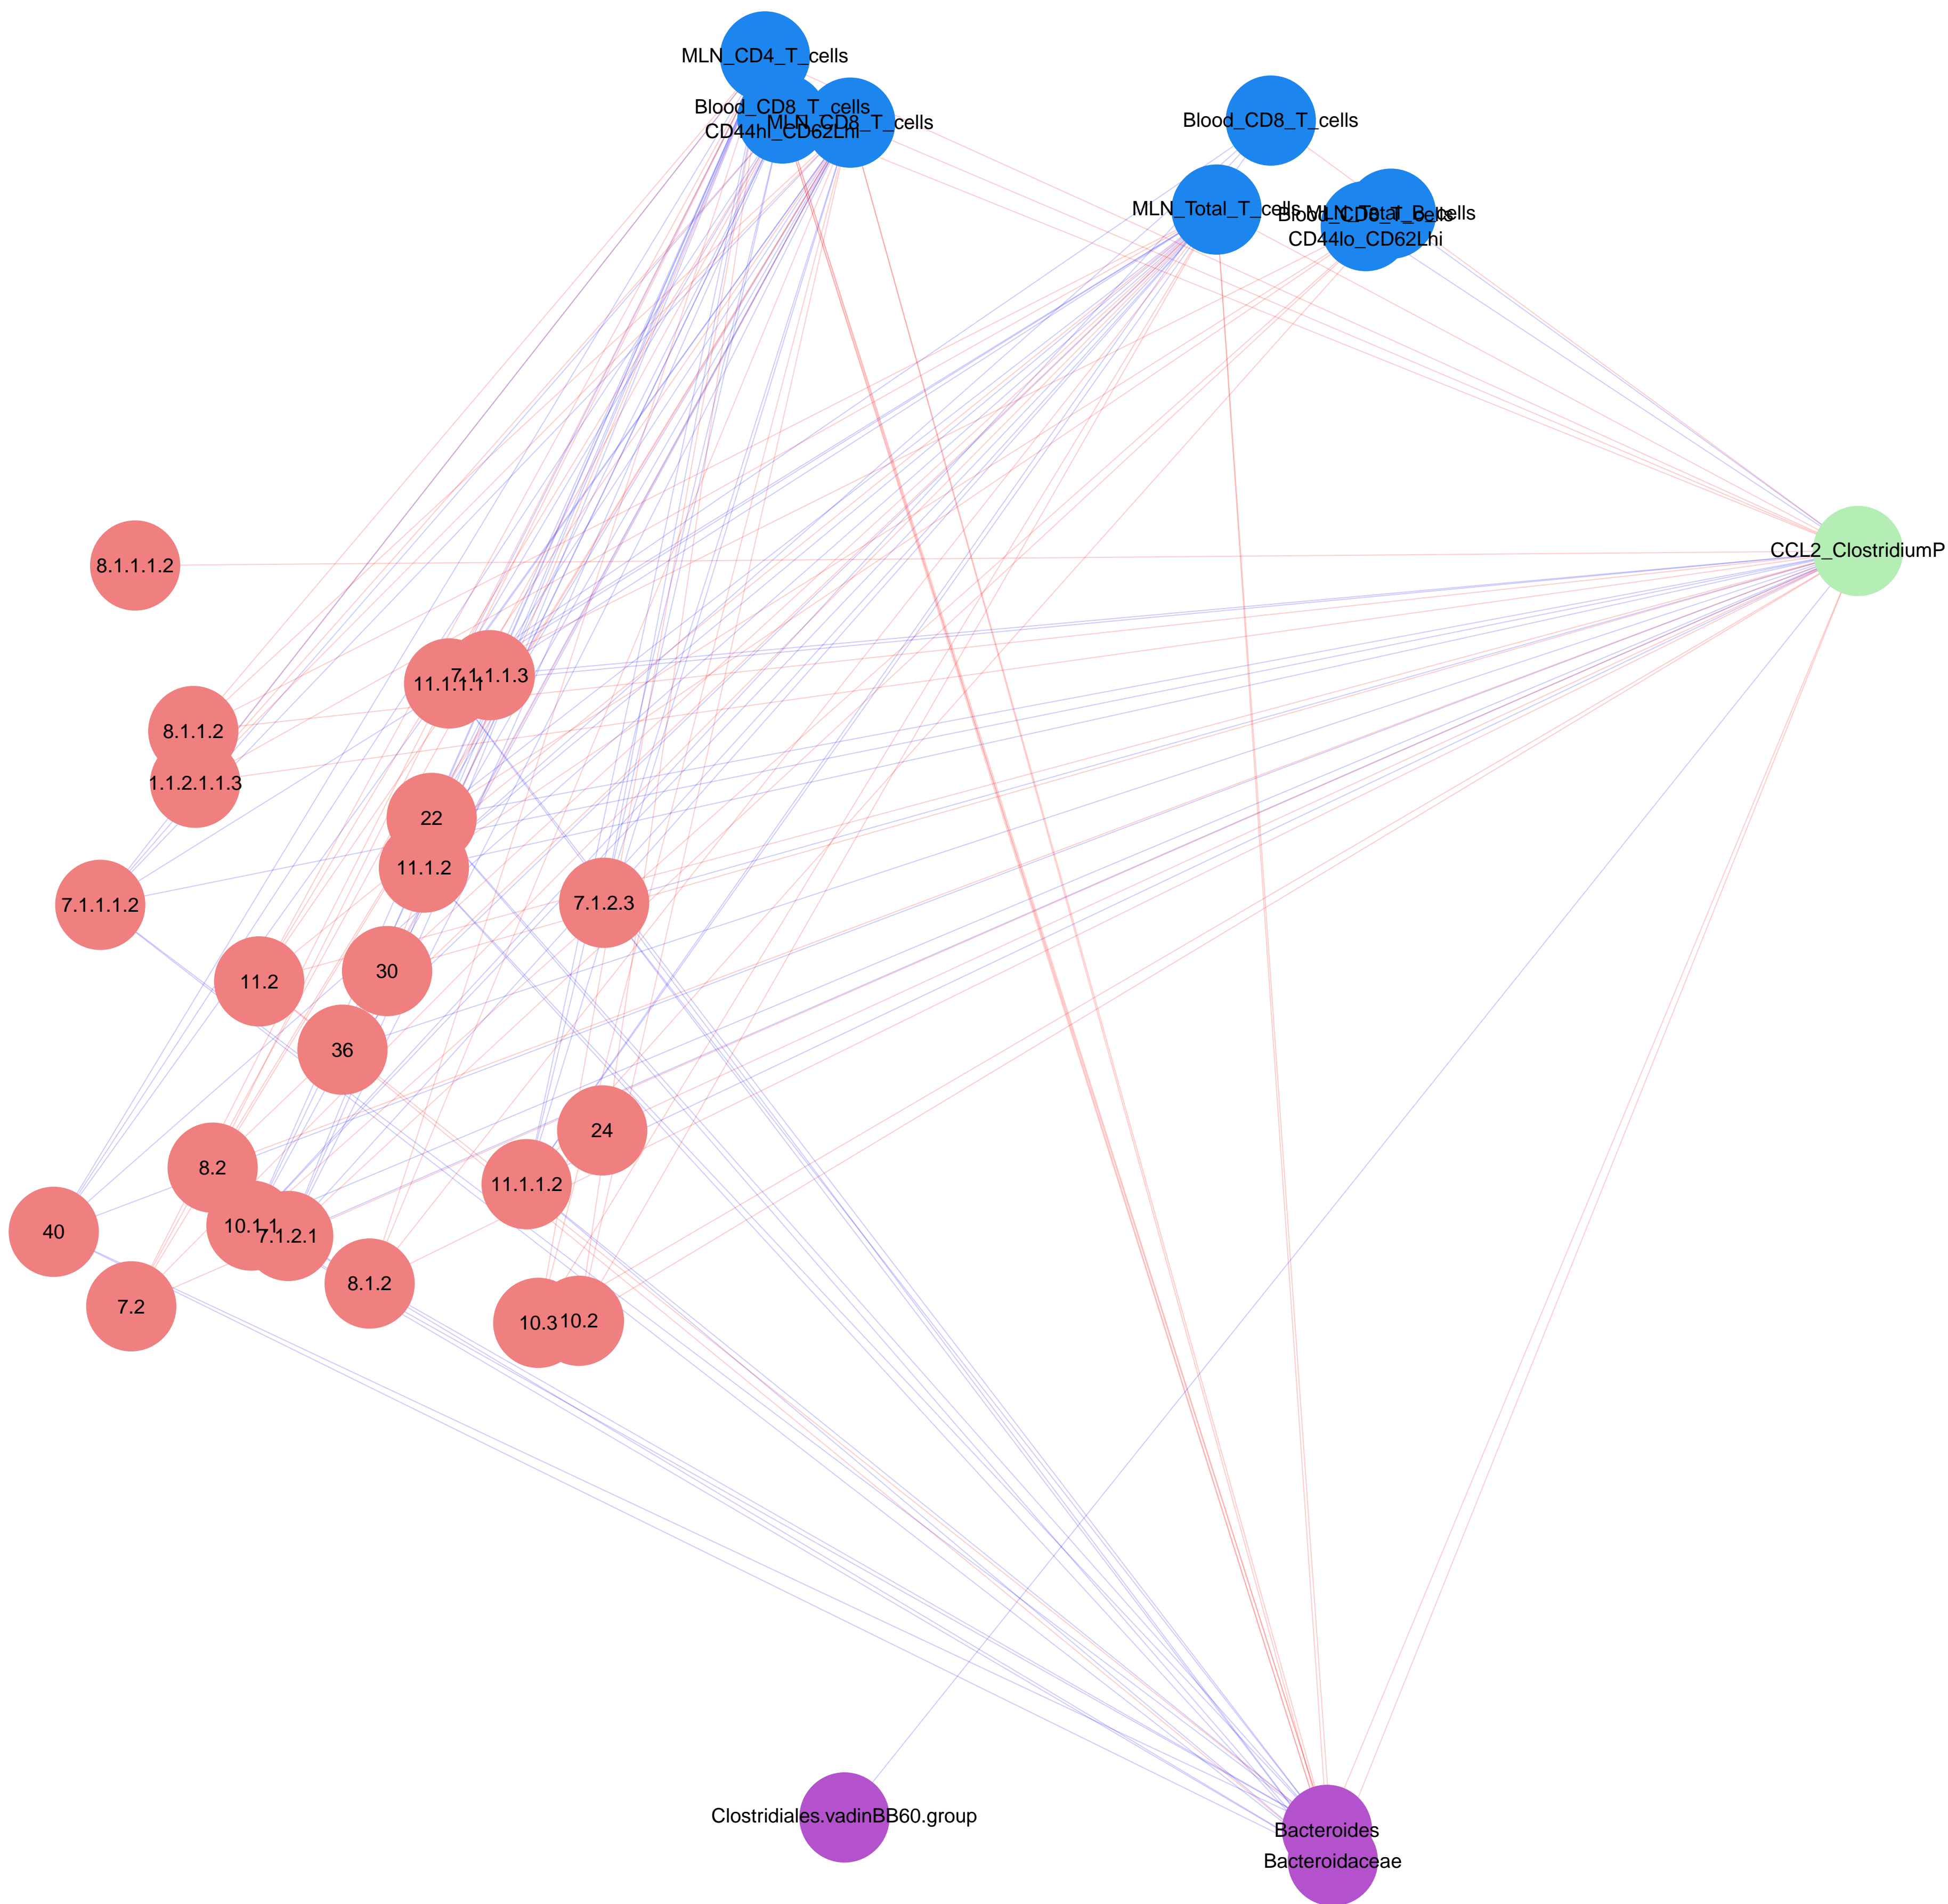 MLN_CD4_T_cells
Blood_CD8_T_cells
CD44hi_CD62Lhi
MLN_CD8_T_cells
Blood_CD8_T_cells
MLN_Total_T_cells
MLN_Total_B_cells
Blood_CD8_T_cells
CD44lo_CD62Lhi
CCL2_ClostridiumP
8.1.1.1.2
7.1.1.1.3
11.1.1.1
8.1.1.2
1.1.2.1.1.3
22
11.1.2
7.1.1.1.2
7.1.2.3
11.2
30
36
24
8.2
11.1.1.2
40
10.1.1
7.1.2.1
8.1.2
7.2
10.3
10.2
Clostridiales.vadinBB60.group
Bacteroides
Bacteroidaceae